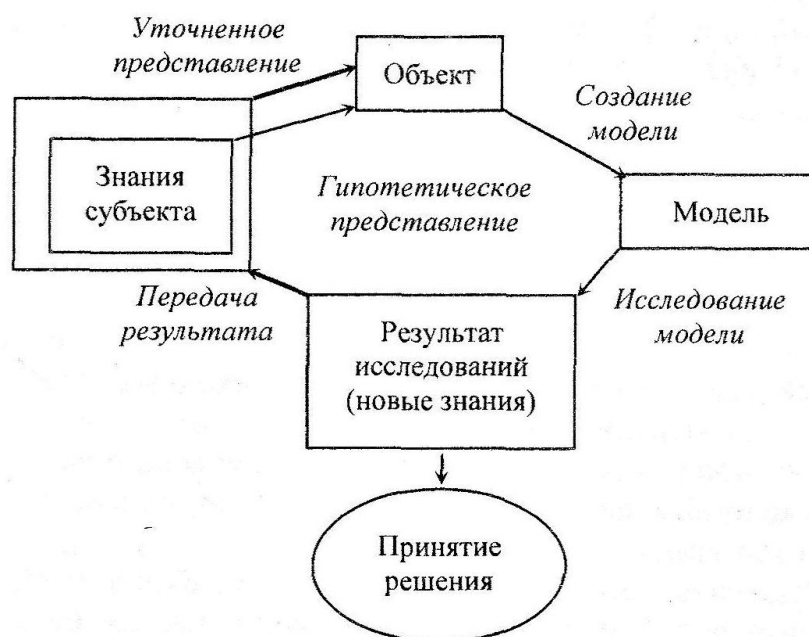 Уточненное
представление
Объект
Создание
модели
Знания
субъекта
Гипотетическое
представление
Модель
Передача
результата
Результат
исследований
(новые знания)
Исследование
модели
Принятие
решения